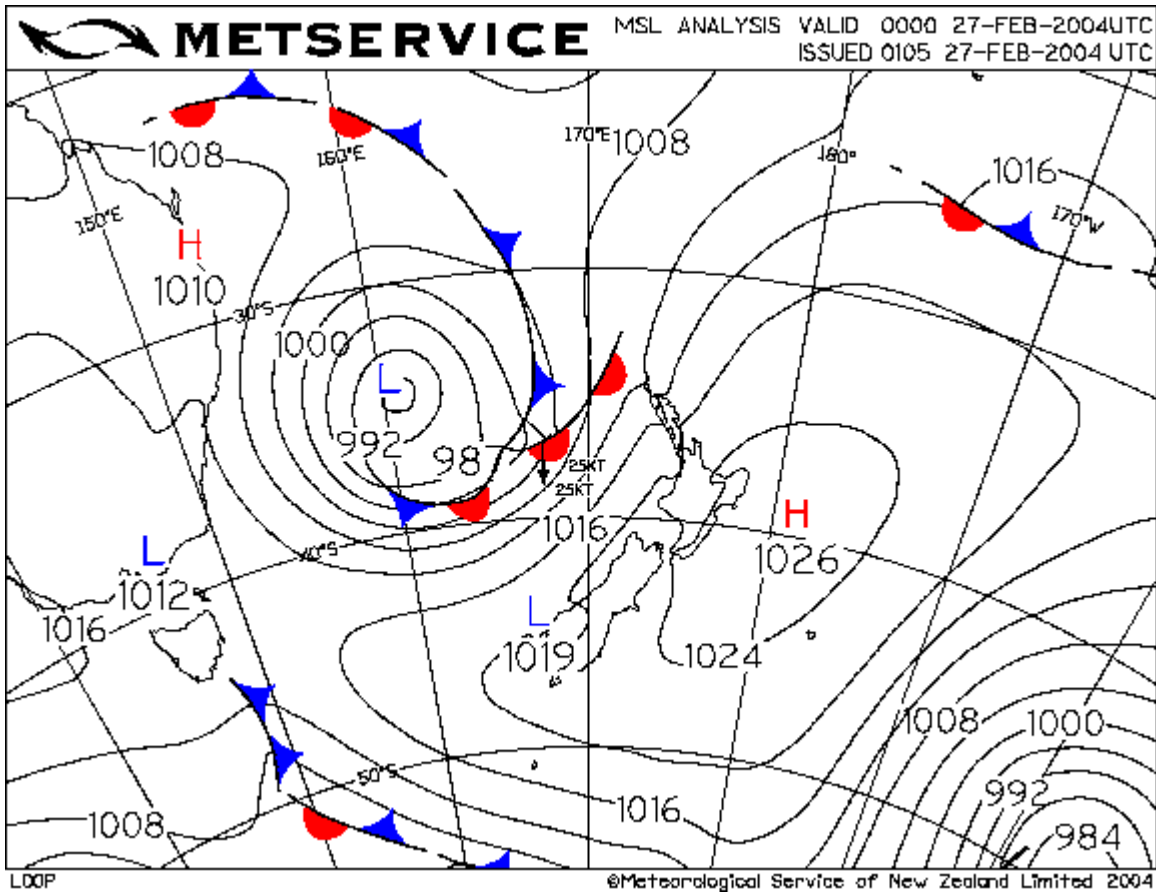 METSERVICE
MSL ANALYSIS VALID 0000 27-FEB-2004UTC
ISSUED 0105 27-FEB-2004 UTC
1008
160°E
170°E
1008
180°
1016
170°W
150°E
H
1010
30°S
1000
L
992
98
25KT
25KT
1016
H
1026
40°S
L
1012
1016
L
1019
1024
1008
1000
50°S
1016
992
1008
984
LOOP
©Meteorological Service of New Zealand Limited 2004